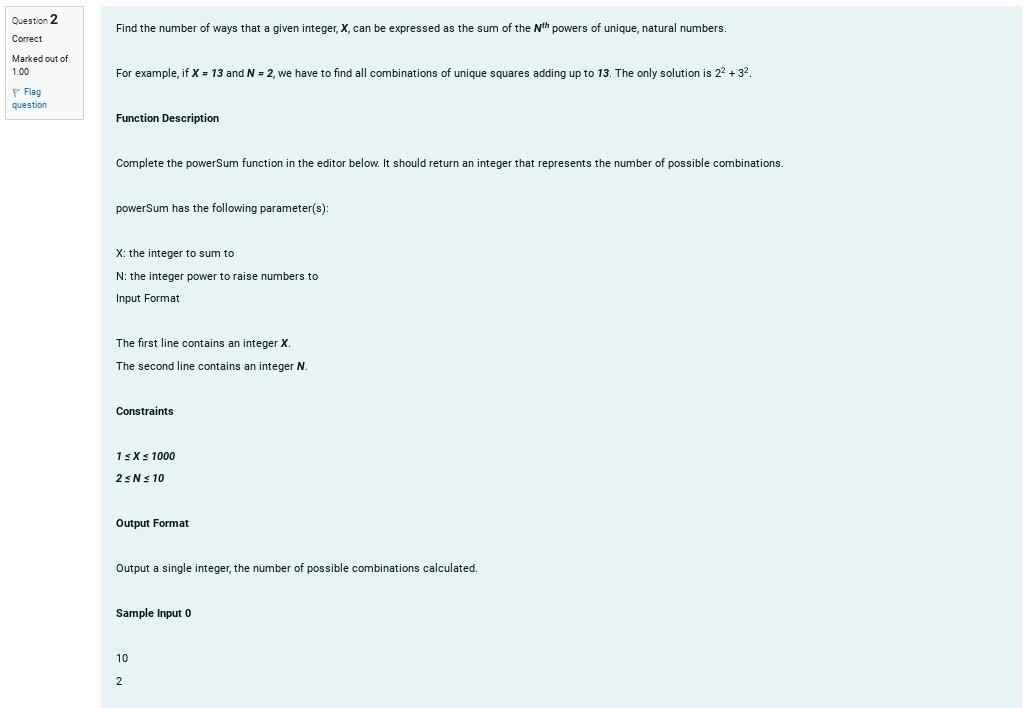 Question 2
Correct
Marked out of
1.00
Flag
question
Find the number of ways that a given integer, X, can be expressed as the sum of the Nth powers of unique, natural numbers.
For example, if X = 13 and N = 2, we have to find all combinations of unique squares adding up to 13. The only solution is 2² + 3².
Function Description
Complete the powerSum function in the editor below. It should return an integer that represents the number of possible combinations.
powerSum has the following parameter(s):
X: the integer to sum to
N: the integer power to raise numbers to
Input Format
The first line contains an integer X.
The second line contains an integer N.
Constraints
1 ≤ X ≤ 1000
2 ≤ N ≤ 10
Output Format
Output a single integer, the number of possible combinations calculated.
Sample Input 0
10
2